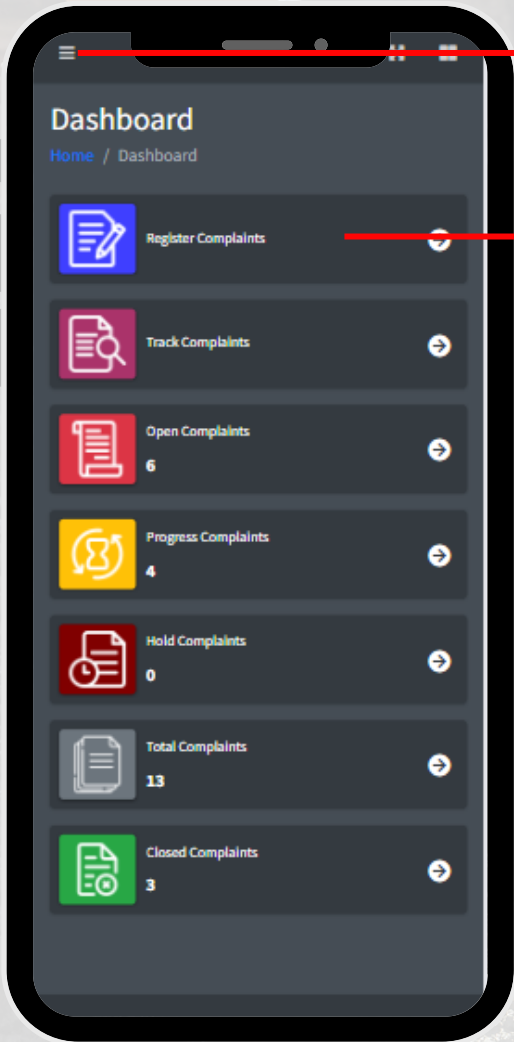 Dashboard
Home / Dashboard
Register Complaints
Track Complaints
Open Complaints
6
Progress Complaints
4
Hold Complaints
0
Total Complaints
13
Closed Complaints
3